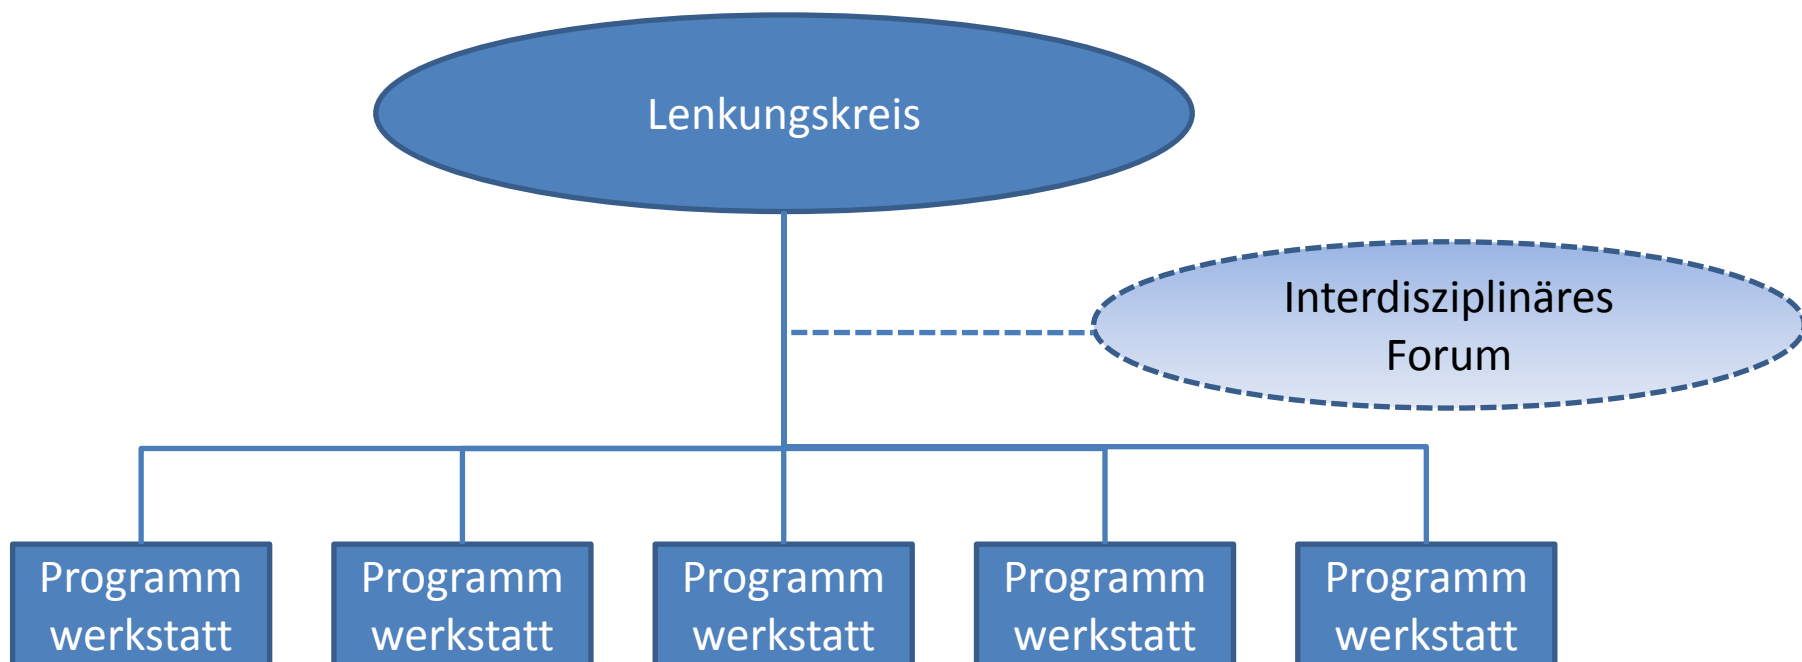 Lenkungskreis
Interdisziplinäres
Forum
Programm
werkstatt
Programm
werkstatt
Programm
werkstatt
Programm
werkstatt
Programm
werkstatt